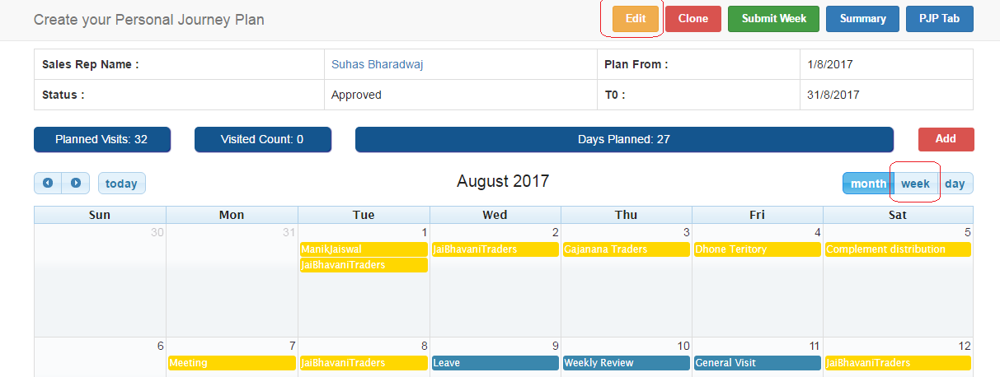 Create your Personal Journey Plan Edit Clone Submit Week Summary PJP Tab
Sales Rep Name : Suhas Bharadwaj Plan From : 1/8/2017
Status : Approved T0 : 31/8/2017
Planned Visits: 32 Visited Count: 0 Days Planned: 27 Add
today August 2017 month week day
Sun Mon Tue Wed Thu Fri Sat
30 31 1 2 3 4 5
ManikJaiswal JaiBhavaniTraders Gajanana Traders Dhone Teritory Complement distribution
JaiBhavaniTraders
6 7 8 9 10 11 12
Meeting JaiBhavaniTraders Leave Weekly Review General Visit JaiBhavaniTraders